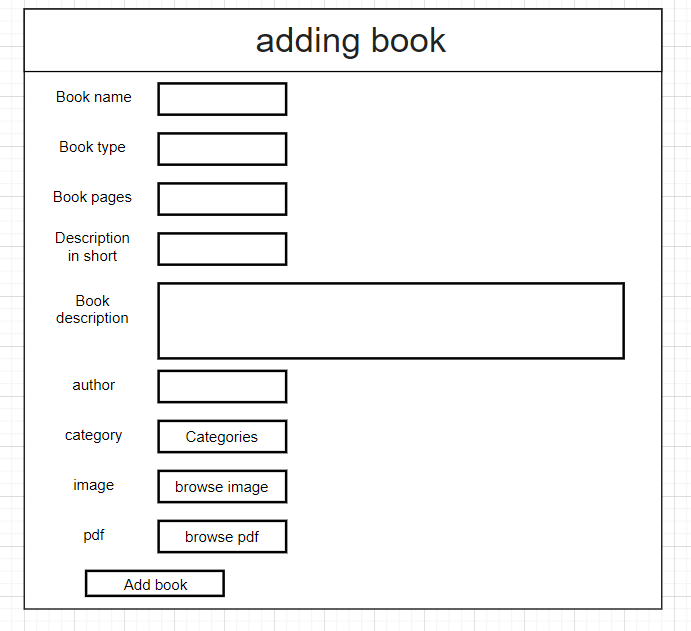 adding book
Book name
Book type
Book pages
Description
in short
Book
description
author
category
Categories
image
browse image
pdf
browse pdf
Add book